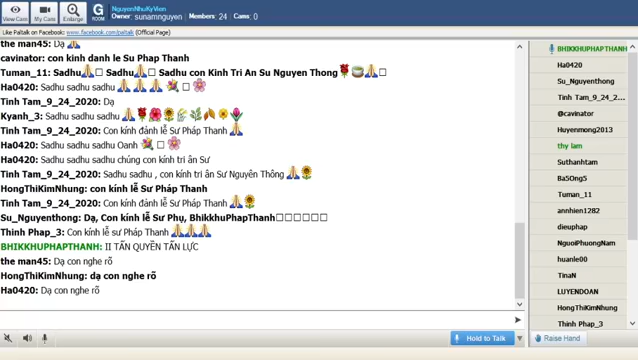 View Cam
My Cam
Enlarge
G
ROOM
NguyenNhuKyVien
Owner: sunamnguyen | Members: 24 | Cams: 0
Like Paltalk on Facebook: www.facebook.com/paltalk (Official Page)
the man45: Dạ 🙏
cavinator: con kinh danh le Su Phap Thanh
Tuman_11: Sadhu🙏□ Sadhu🙏□ Sadhu con Kinh Tri An Su Nguyen Thong🌹🍵🙏□
Ha0420: Sadhu sadhu sadhu 🙏🙏🙏💐□🌸
Tinh Tam_9_24_2020: Dạ
Kyanh_3: Sadhu sadhu sadhu 🙏🌹🌺🌻🌾🌿🍂🌼🌷
Tinh Tam_9_24_2020: Con kính đảnh lễ Sư Pháp Thanh 🙏
Ha0420: Sadhu sadhu sadhu Oanh 💐□🌸
Ha0420: Sadhu sadhu sadhu chúng con kính tri ân Sư
Tinh Tam_9_24_2020: Sadhu sadhu , con kính tri ân Sư Nguyên Thông 🙏🌻
HongThiKimNhung: con kính lễ Sư Pháp Thanh
Tinh Tam_9_24_2020: Con kính đảnh lễ Sư Pháp Thanh 🙏🌻
Su_Nguyenthong: Dạ, Con kính lễ Sư Phụ, BhikkhuPhapThanh□□□□□□
Thinh Phap_3: Con kính lễ Sư Pháp Thanh 🙏🙏🙏
BHIKKHUPHAPTHANH: II TẤN QUYỀN TẤN LỰC
the man45: Dạ con nghe rõ
HongThiKimNhung: dạ con nghe rõ
Ha0420: Dạ con nghe rõ
BHIKKHUPHAPTHANH
Ha0420
Su_Nguyenthong
Tinh Tam_9_24_2...
@cavinator
Huyenmong2013
thy lam
Suthanhtam
Ba5Ong5
Tuman_11
annhien1282
dieuphap
NguoiPhuongNam
huanle00
TinaN
LUYENDOAN
HongThiKimNhung
Thinh Phap_3
Hold to Talk
Raise Hand